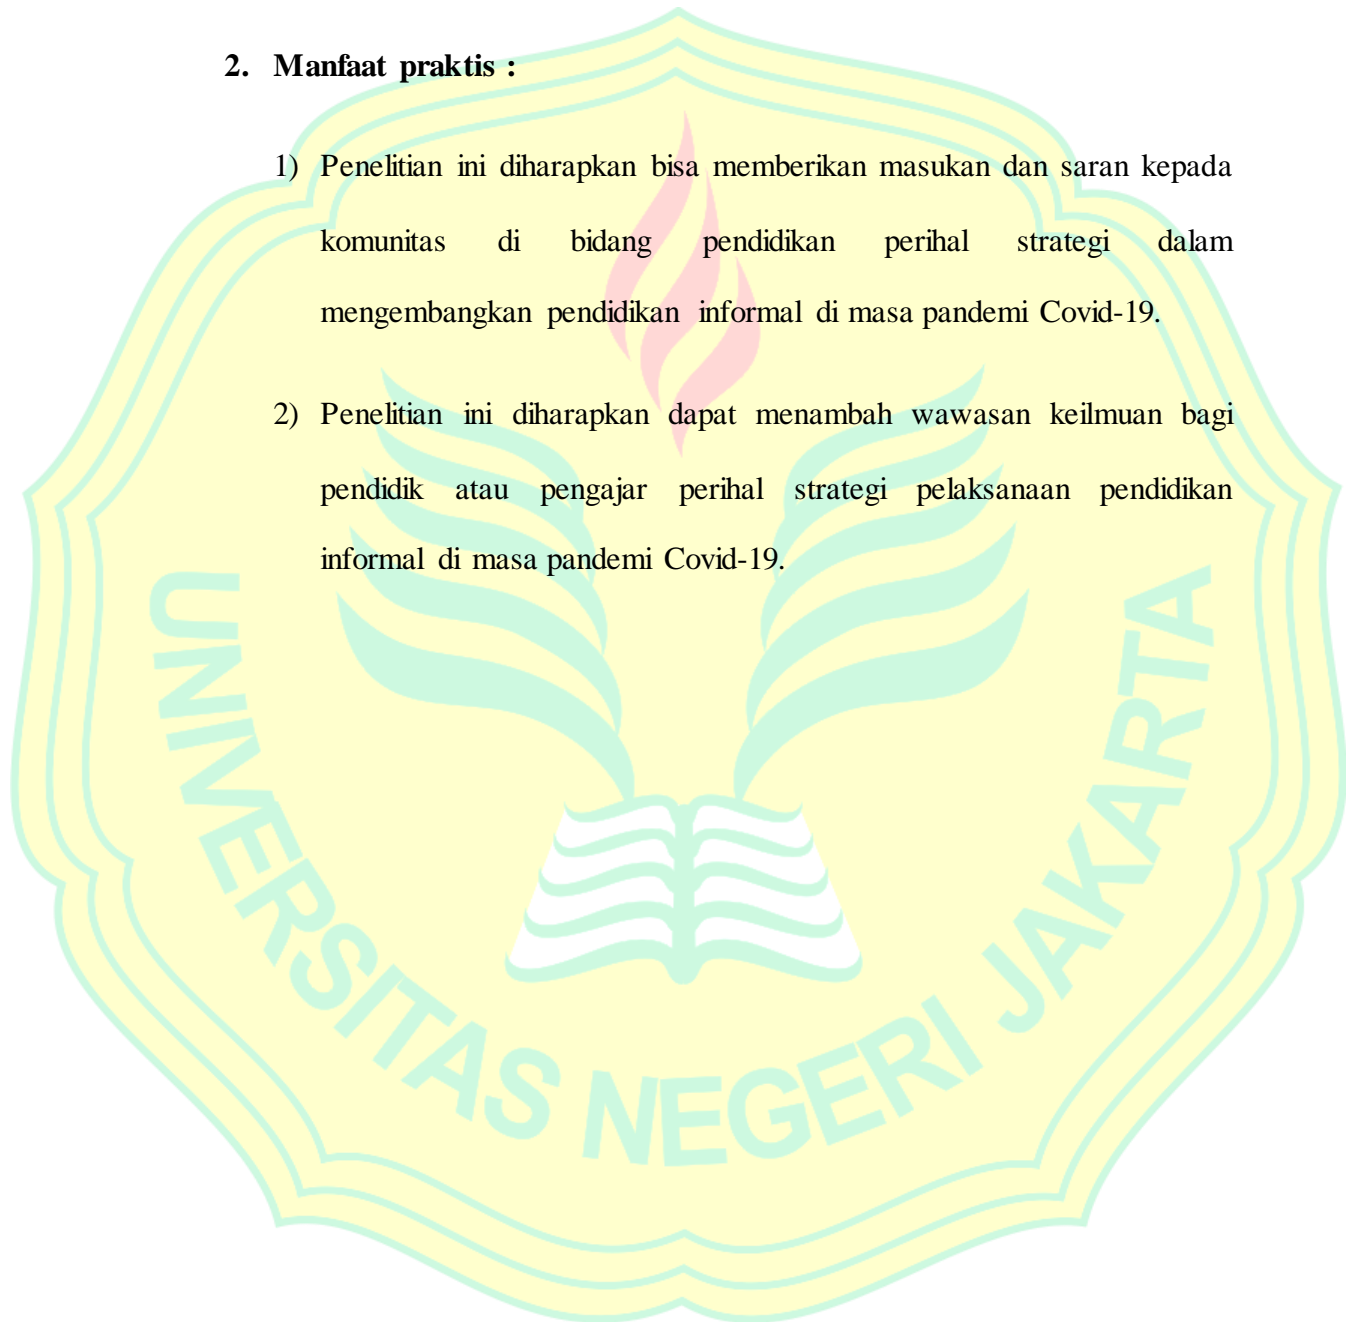 2. Manfaat praktis :
1) Penelitian ini diharapkan bisa memberikan masukan dan saran kepada
komunitas di bidang pendidikan perihal strategi dalam
mengembangkan pendidikan informal di masa pandemi Covid-19.
2) Penelitian ini diharapkan dapat menambah wawasan keilmuan bagi
pendidik atau pengajar perihal strategi pelaksanaan pendidikan
informal di masa pandemi Covid-19.
UNIVERSITAS NEGERI JAKARTA